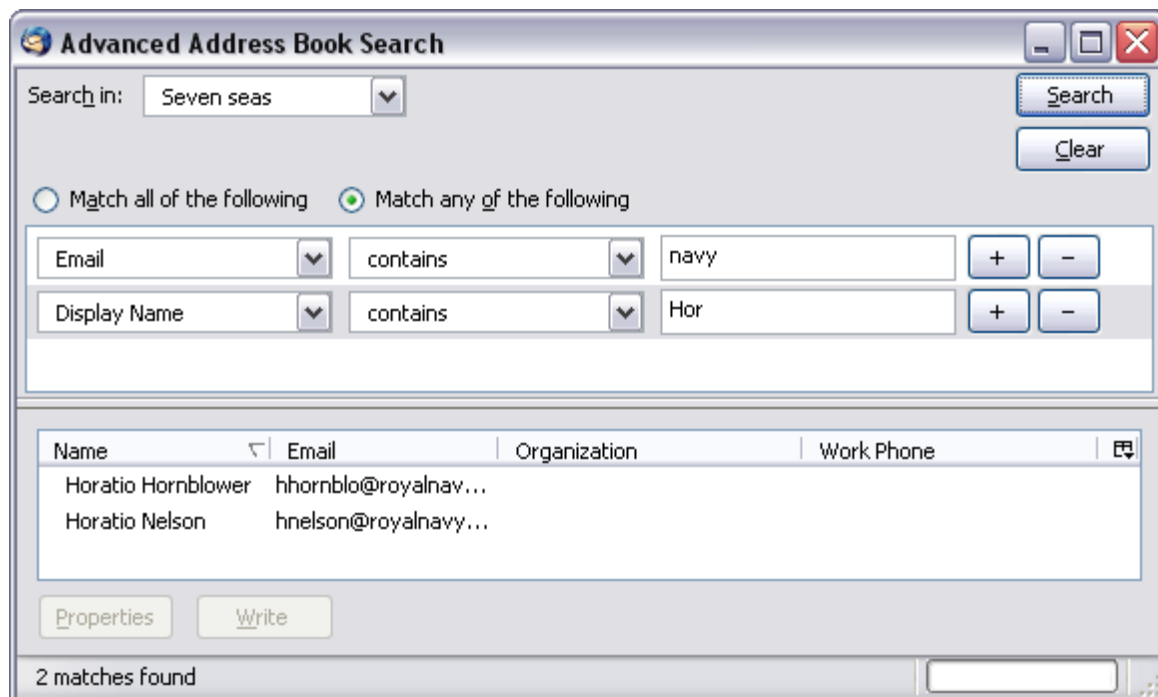 Advanced Address Book Search
Search in: Seven seas Search
Clear
Match all of the following Match any of the following
Email contains navy + -
Display Name contains Hor + -
Name Email Organization Work Phone
Horatio Hornblower hhornblo@royalnav...
Horatio Nelson hnelson@royalnavy...
Properties Write
2 matches found